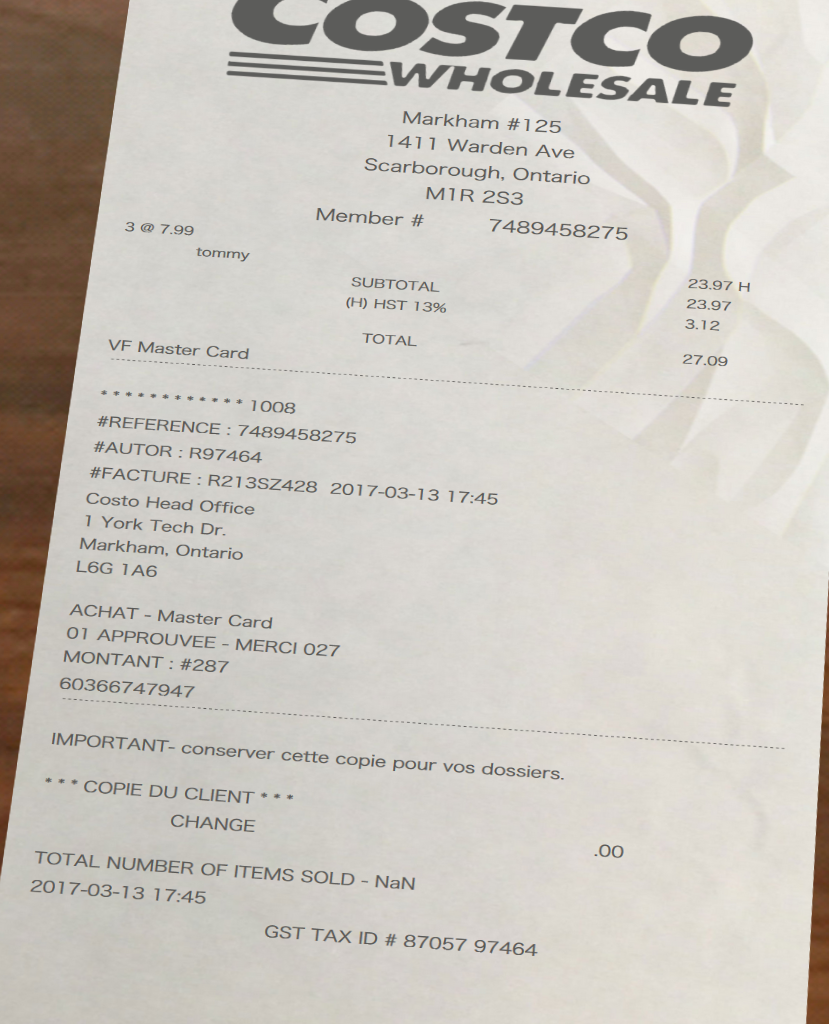 COSTCO
WHOLESALE
Markham #125
1411 Warden Ave
Scarborough, Ontario
M1R 2S3
Member # 7489458275
3 @ 7.99
tommy 23.97 H
SUBTOTAL 23.97
(H) HST 13% 3.12
TOTAL 27.09
VF Master Card
* * * * * * * * * * * * 1008
#REFERENCE : 7489458275
#AUTOR : R97464
#FACTURE : R213SZ428 2017-03-13 17:45
Costo Head Office
1 York Tech Dr.
Markham, Ontario
L6G 1A6
ACHAT - Master Card
01 APPROUVEE - MERCI 027
MONTANT : #287
60366747947
IMPORTANT- conserver cette copie pour vos dossiers.
* * * COPIE DU CLIENT * * *
CHANGE .00
TOTAL NUMBER OF ITEMS SOLD - NaN
2017-03-13 17:45
GST TAX ID # 87057 97464